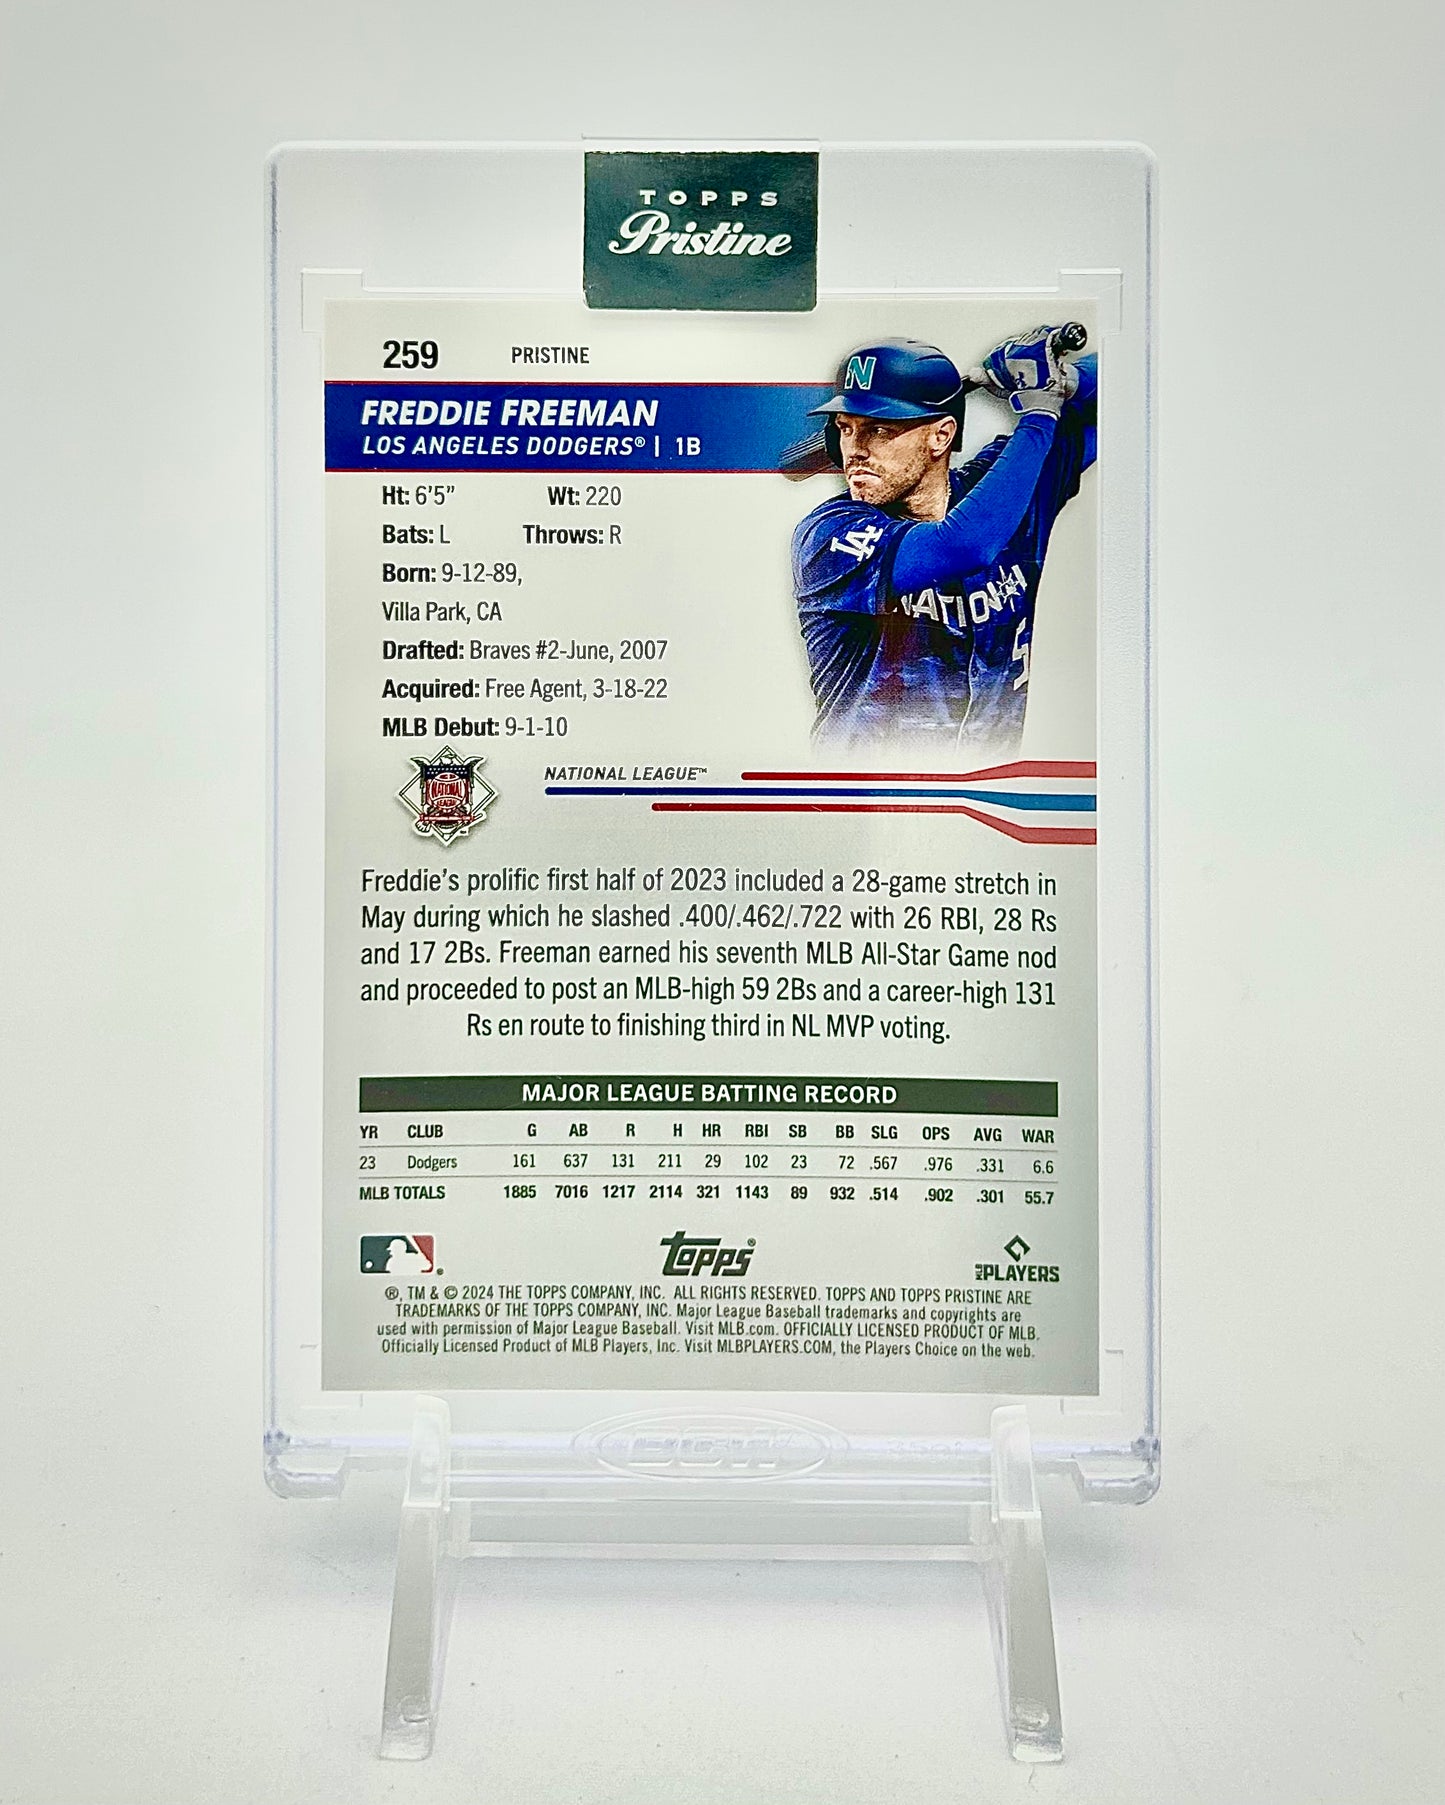 TOPPS
Pristine
259 PRISTINE
FREDDIE FREEMAN
LOS ANGELES DODGERS® | 1B
N
LA
NATIONAL
5
Ht: 6'5" Wt: 220
Bats: L Throws: R
Born: 9-12-89,
Villa Park, CA
Drafted: Braves #2-June, 2007
Acquired: Free Agent, 3-18-22
MLB Debut: 9-1-10
NATIONAL
LEAGUE
NATIONAL LEAGUE™
Freddie's prolific first half of 2023 included a 28-game stretch in
May during which he slashed .400/.462/.722 with 26 RBI, 28 Rs
and 17 2Bs. Freeman earned his seventh MLB All-Star Game nod
and proceeded to post an MLB-high 59 2Bs and a career-high 131
Rs en route to finishing third in NL MVP voting.
MAJOR LEAGUE BATTING RECORD
YR CLUB G AB R H HR RBI SB BB SLG OPS AVG WAR
23 Dodgers 161 637 131 211 29 102 23 72 .567 .976 .331 6.6
MLB TOTALS 1885 7016 1217 2114 321 1143 89 932 .514 .902 .301 55.7
topps®
MLB PLAYERS
®, TM & © 2024 THE TOPPS COMPANY, INC. ALL RIGHTS RESERVED. TOPPS AND TOPPS PRISTINE ARE
TRADEMARKS OF THE TOPPS COMPANY, INC. Major League Baseball trademarks and copyrights are
used with permission of Major League Baseball. Visit MLB.com. OFFICIALLY LICENSED PRODUCT OF MLB.
Officially Licensed Product of MLB Players, Inc. Visit MLBPLAYERS.COM, the Players Choice on the web.
BCW